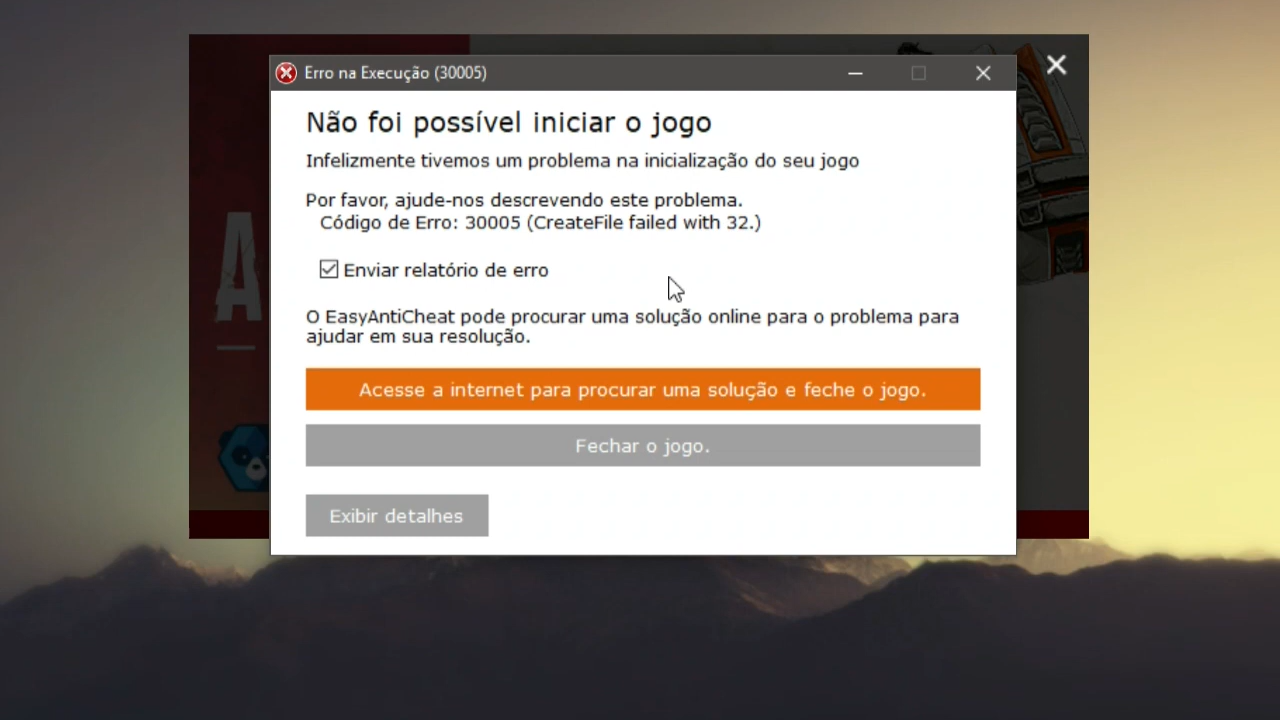 Erro na Execução (30005)
Não foi possível iniciar o jogo
Infelizmente tivemos um problema na inicialização do seu jogo
Por favor, ajude-nos descrevendo este problema.
Código de Erro: 30005 (CreateFile failed with 32.)
Enviar relatório de erro
O EasyAntiCheat pode procurar uma solução online para o problema para
ajudar em sua resolução.
Acesse a internet para procurar uma solução e feche o jogo.
Fechar o jogo.
Exibir detalhes